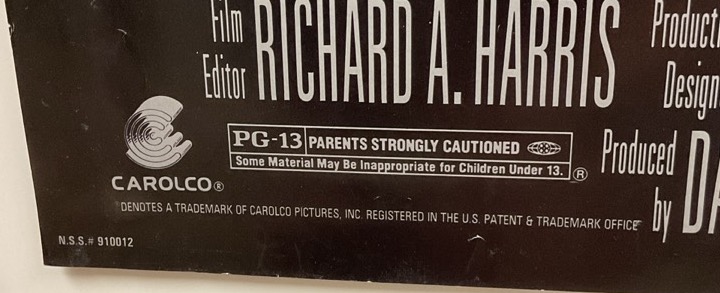 Film
Editor RICHARD A. HARRIS
Product
Design
PG-13 PARENTS STRONGLY CAUTIONED
Some Material May Be Inappropriate for Children Under 13. ®
Produced
by
CAROLCO®
DENOTES A TRADEMARK OF CAROLCO PICTURES, INC. REGISTERED IN THE U.S. PATENT & TRADEMARK OFFICE
N.S.S.# 910012